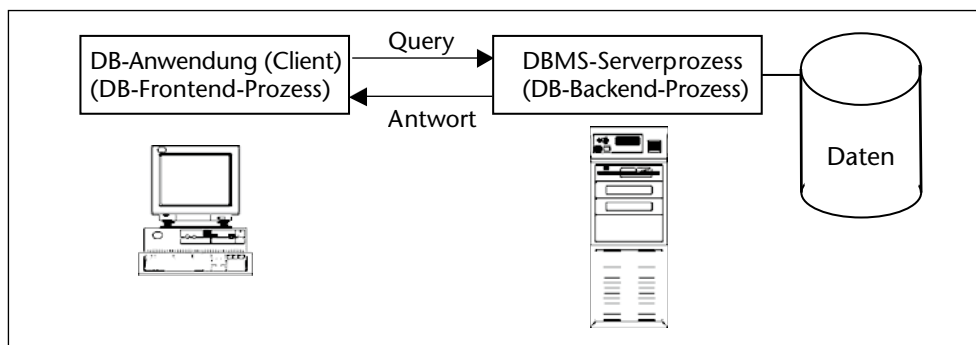 DB-Anwendung (Client)
(DB-Frontend-Prozess)
Query
Antwort
DBMS-Serverprozess
(DB-Backend-Prozess)
Daten